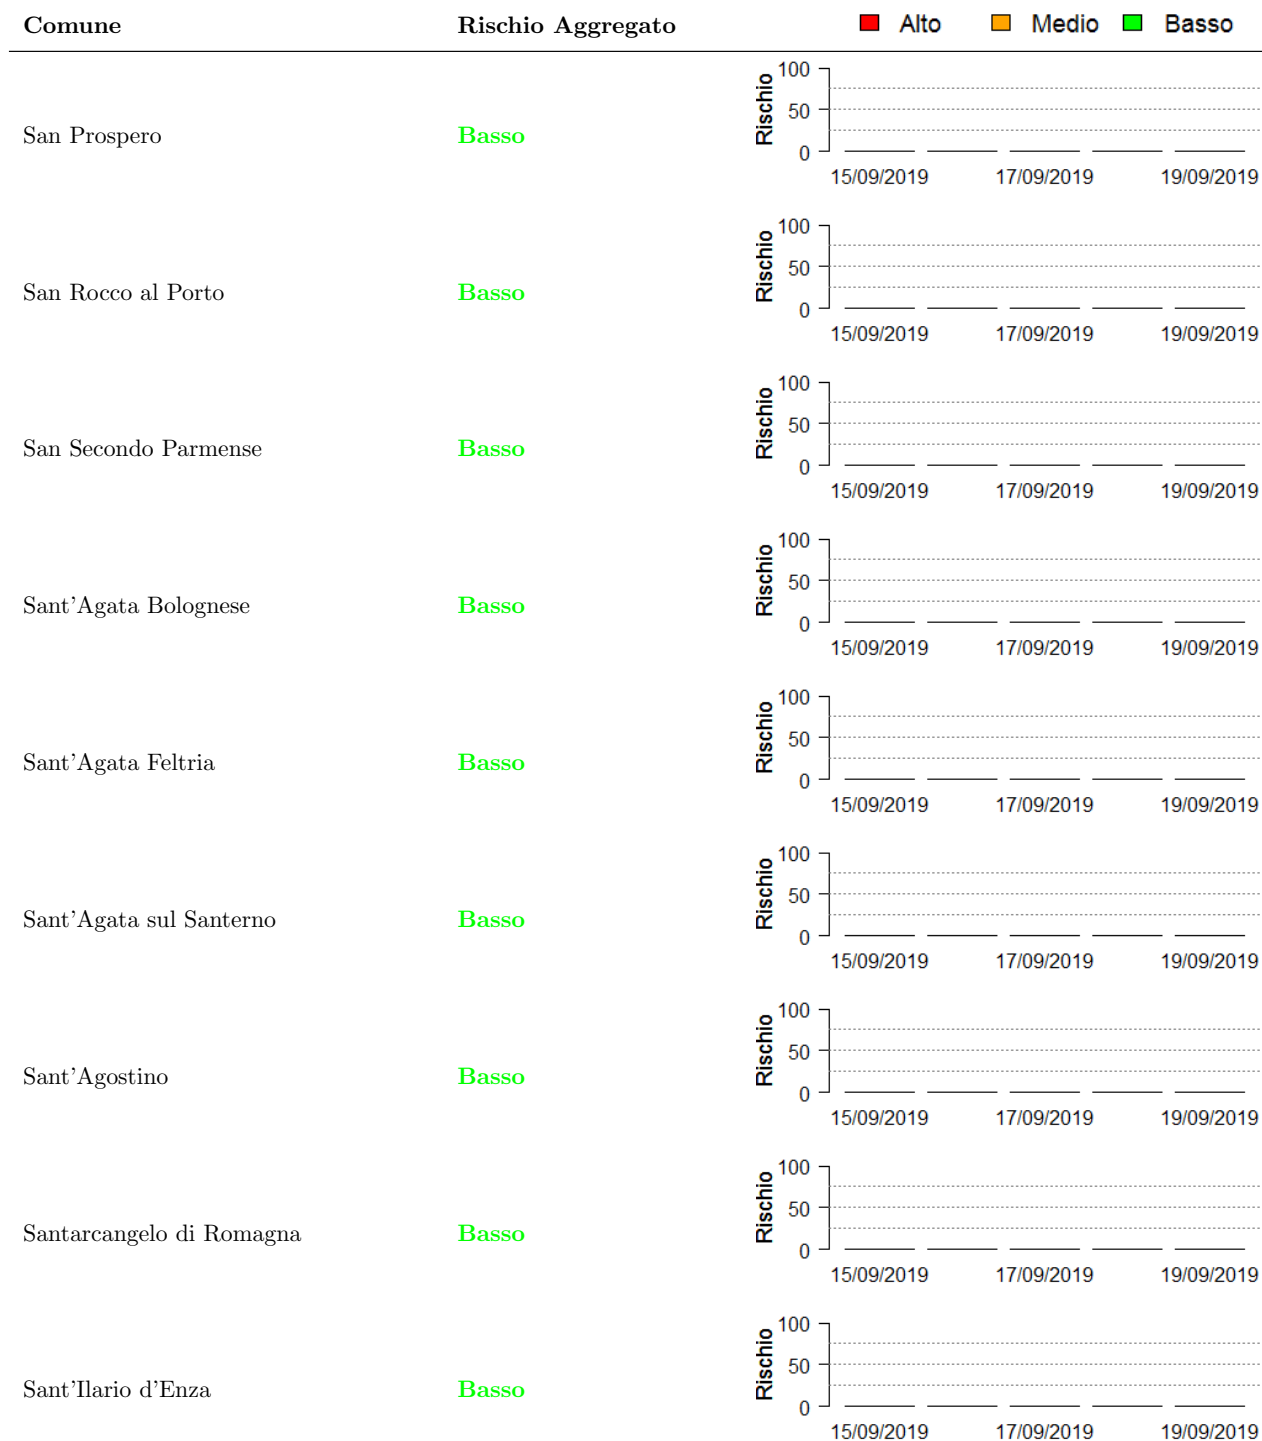 Comune Rischio Aggregato Alto Medio Basso
San Prospero Basso
Rischio
100
50
0
15/09/2019 17/09/2019 19/09/2019
San Rocco al Porto Basso
Rischio
100
50
0
15/09/2019 17/09/2019 19/09/2019
San Secondo Parmense Basso
Rischio
100
50
0
15/09/2019 17/09/2019 19/09/2019
Sant'Agata Bolognese Basso
Rischio
100
50
0
15/09/2019 17/09/2019 19/09/2019
Sant'Agata Feltria Basso
Rischio
100
50
0
15/09/2019 17/09/2019 19/09/2019
Sant'Agata sul Santerno Basso
Rischio
100
50
0
15/09/2019 17/09/2019 19/09/2019
Sant'Agostino Basso
Rischio
100
50
0
15/09/2019 17/09/2019 19/09/2019
Santarcangelo di Romagna Basso
Rischio
100
50
0
15/09/2019 17/09/2019 19/09/2019
Sant'Ilario d'Enza Basso
Rischio
100
50
0
15/09/2019 17/09/2019 19/09/2019